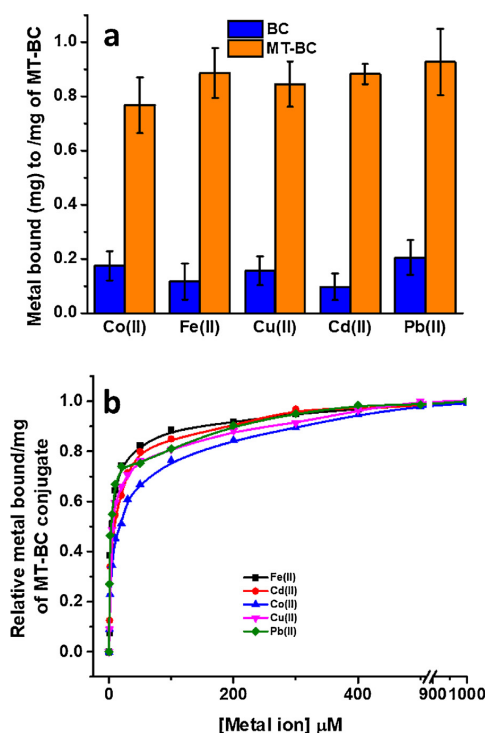 a
BC
MT-BC
Metal bound (mg) to /mg of MT-BC
1.0
0.8
0.6
0.4
0.2
0.0
Co(II) Fe(II) Cu(II) Cd(II) Pb(II)
b
Relative metal bound/mg
of MT-BC conjugate
1.0
0.8
0.6
0.4
0.2
0.0
Fe(II)
Cd(II)
Co(II)
Cu(II)
Pb(II)
0 200 400 900 1000
[Metal ion] µM